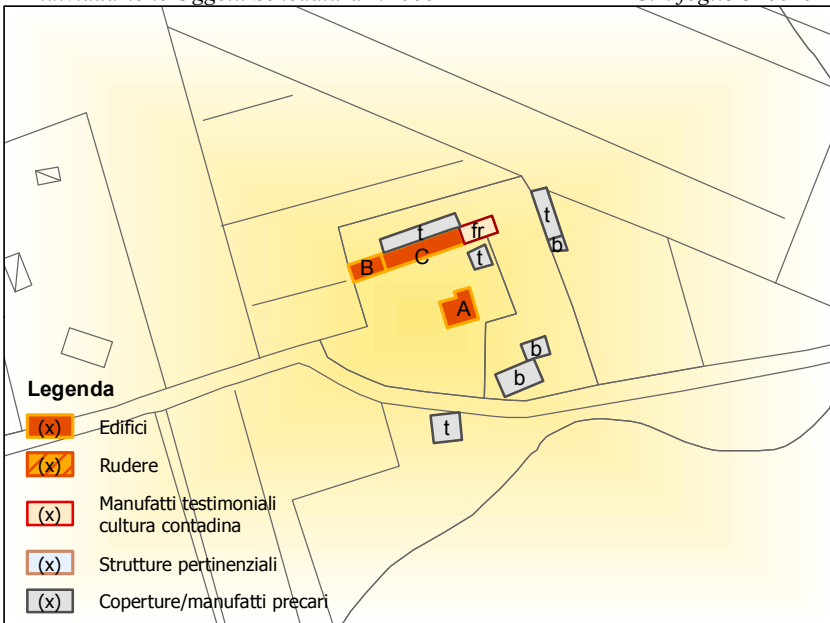 t
fr
t
B
C
t
b
A
b
b
t
Legenda
(x) Edifici
(x) Rudere
(x) Manufatti testimoniali
cultura contadina
(x) Strutture pertinenziali
(x) Coperture/manufatti precari